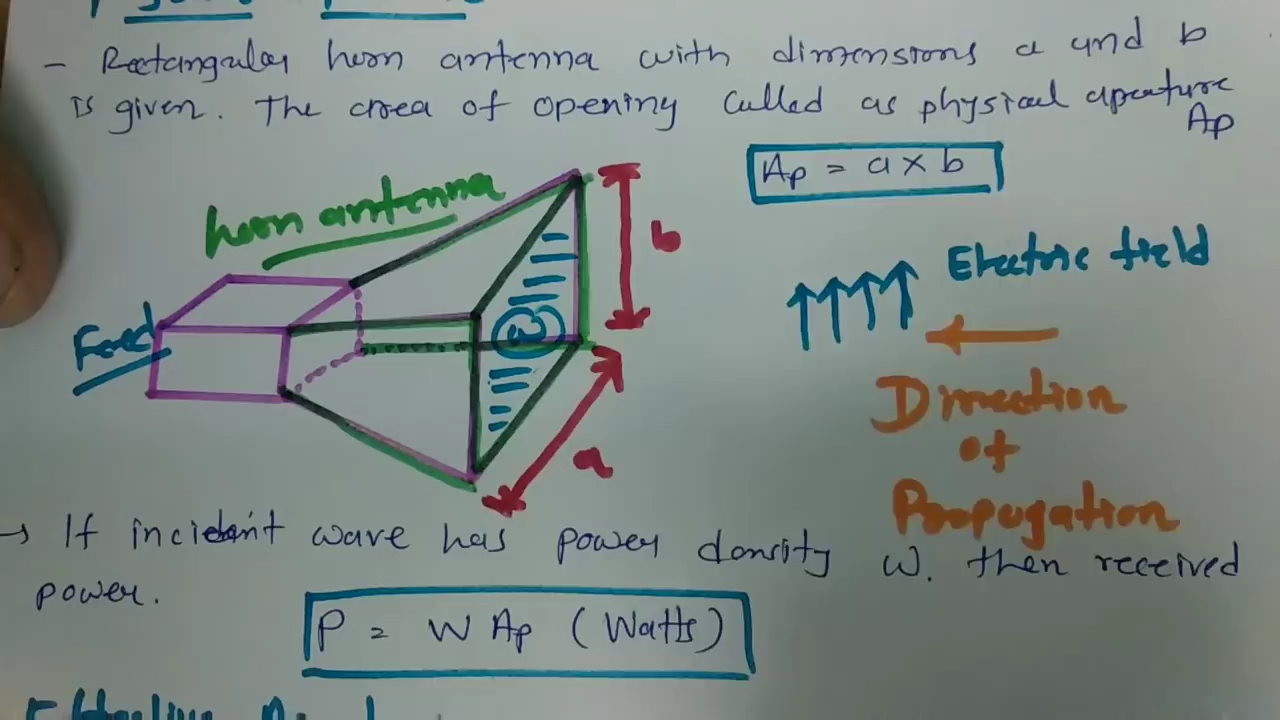 - Rectangular horn antenna with dimensions a and b
is given. The area of opening called as physical aperture
Ap
Ap = a × b
horn antenna
b
Electric field
Feed
a
Direction
of
Propogation
→ If incident wave has power density W. then received
power.
P = W Ap (Watts)